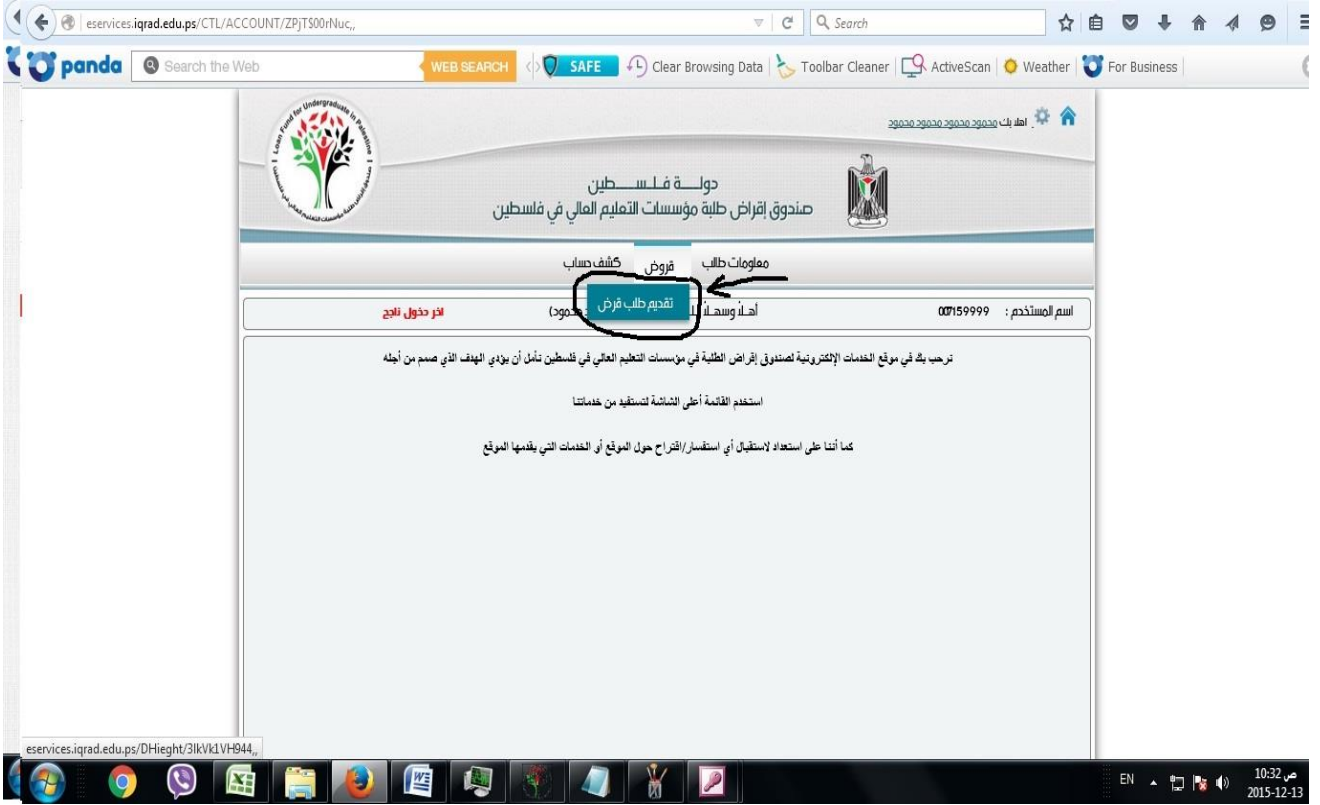 eservices.iqrad.edu.ps/CTL/ACCOUNT/ZPjT$00rNuc,,
Search
panda
Search the Web
WEB SEARCH
SAFE
Clear Browsing Data
Toolbar Cleaner
ActiveScan
Weather
For Business
Loan Fund for Undergraduate in Palestine
اهلا بك محمود محمود محمود محمود
دولـــة فـلـســـطين
صندوق إقراض طلبة مؤسسات التعليم العالي في فلسطين
معلومات طالب
قروض
كشف حساب
تقديم طلب قرض
اسم المستخدم : 007159999
أهـلا وسهـلا
اخر دخول ناجح
نرحب بك في موقع الخدمات الإلكترونية لصندوق إقراض الطلبة في مؤسسات التعليم العالي في فلسطين نأمل أن يؤدي الهدف الذي صمم من أجله
استخدم القائمة أعلى الشاشة لتستفيد من خدماتنا
كما أننا على استعداد لاستقبال أي استفسار/اقتراح حول الموقع أو الخدمات التي يقدمها الموقع
eservices.iqrad.edu.ps/DHieght/3lkVk1VH944,,
EN
10:32 ص
2015-12-13